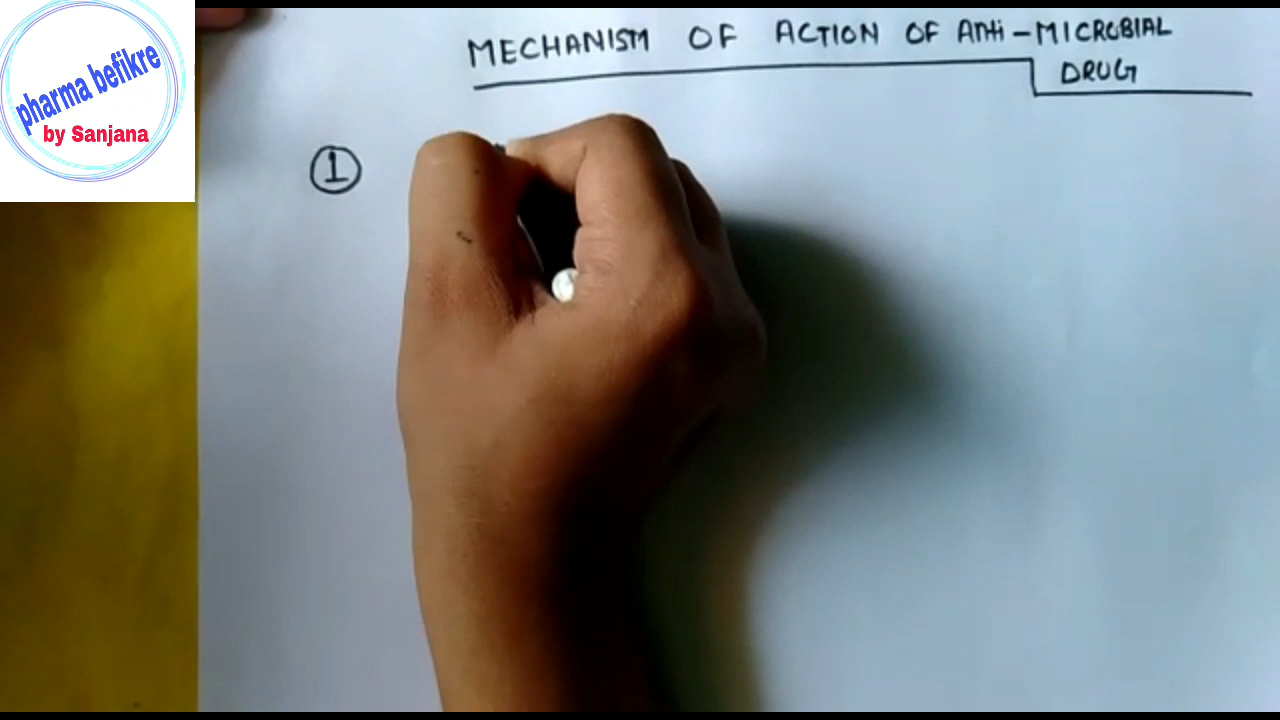 pharma befikre
by Sanjana
MECHANISM OF ACTION OF Anti-MICROBIAL
DRUG
1